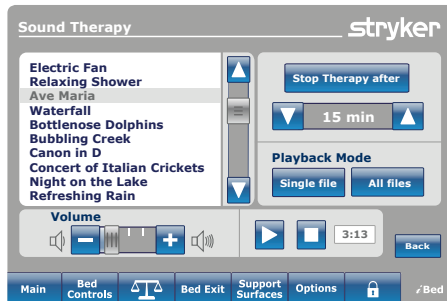 Sound Therapy
stryker
Electric Fan
Relaxing Shower
Ave Maria
Waterfall
Bottlenose Dolphins
Bubbling Creek
Canon in D
Concert of Italian Crickets
Night on the Lake
Refreshing Rain
Stop Therapy after
15 min
Playback Mode
Single file
All files
Volume
3:13
Back
Main
Bed
Controls
Bed Exit
Support
Surfaces
Options
iBed